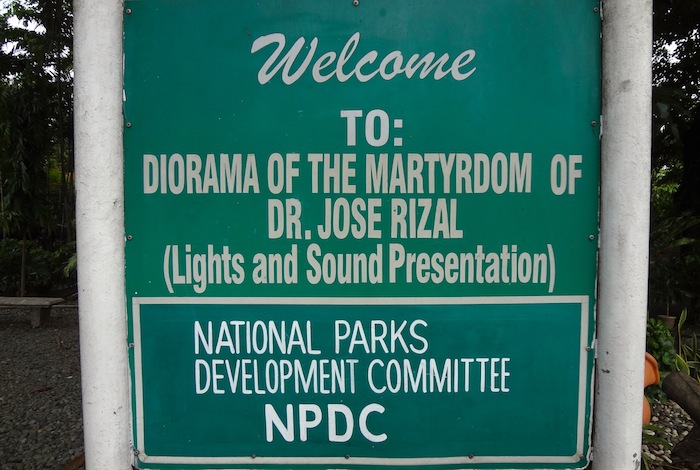 Welcome
TO:
DIORAMA OF THE MARTYRDOM OF
DR. JOSE RIZAL
(Lights and Sound Presentation)
NATIONAL PARKS
DEVELOPMENT COMMITTEE
NPDC